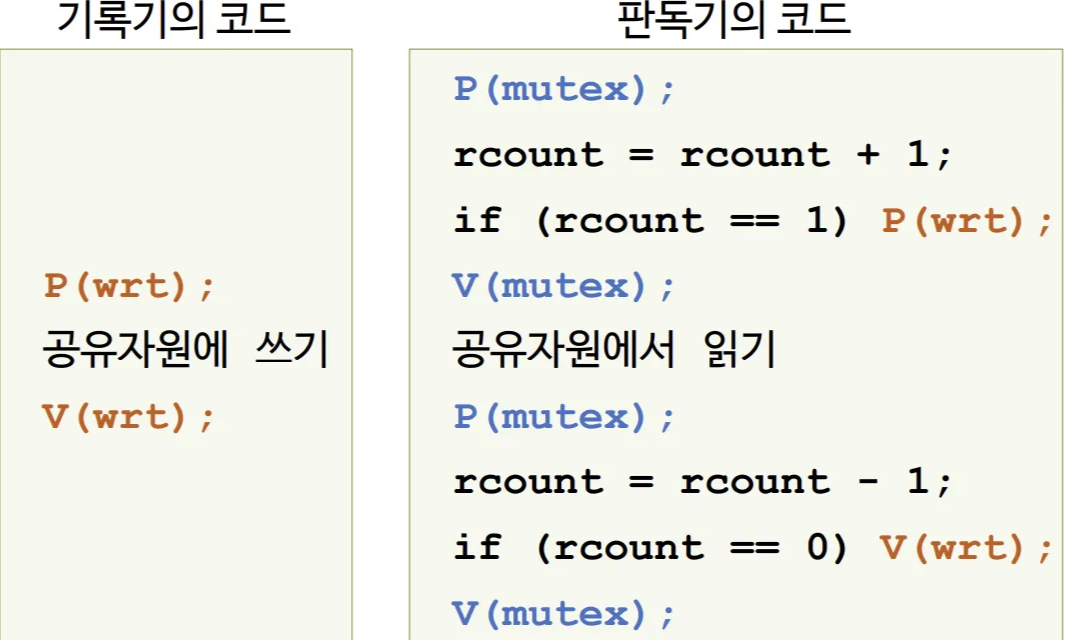 기록기의 코드
P(wrt);
공유자원에 쓰기
V(wrt);
판독기의 코드
P(mutex);
rcount = rcount + 1;
if (rcount == 1) P(wrt);
V(mutex);
공유자원에서 읽기
P(mutex);
rcount = rcount - 1;
if (rcount == 0) V(wrt);
V(mutex);